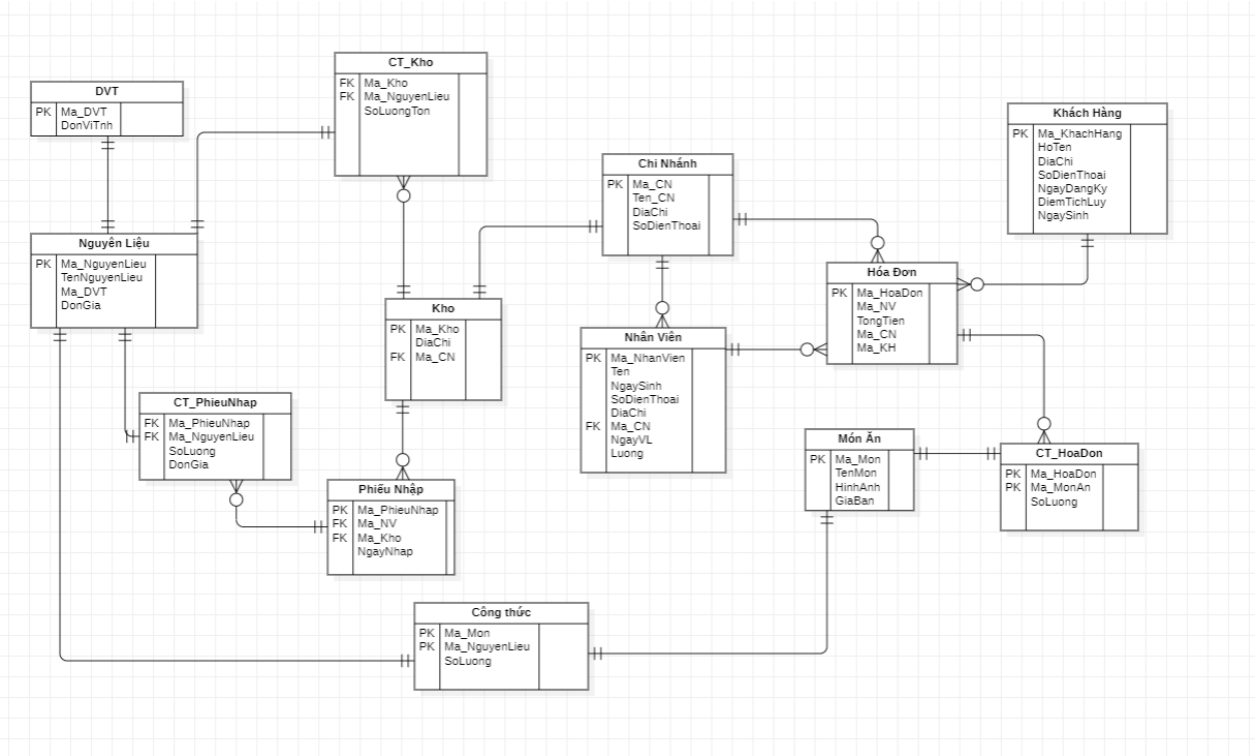 CT_Kho
FK Ma_Kho
FK Ma_NguyenLieu
SoLuongTon
DVT
PK Ma_DVT
DonViTnh
Khách Hàng
PK Ma_KhachHang
HoTen
DiaChi
SoDienThoai
NgayDangKy
DiemTichLuy
NgaySinh
Chi Nhánh
PK Ma_CN
Ten_CN
DiaChi
SoDienThoai
Nguyên Liệu
PK Ma_NguyenLieu
TenNguyenLieu
Ma_DVT
DonGia
Hóa Đơn
PK Ma_HoaDon
Ma_NV
TongTien
Ma_CN
Ma_KH
Kho
PK Ma_Kho
DiaChi
FK Ma_CN
Nhân Viên
PK Ma_NhanVien
Ten
NgaySinh
SoDienThoai
DiaChi
FK Ma_CN
NgayVL
Luong
CT_PhieuNhap
FK Ma_PhieuNhap
FK Ma_NguyenLieu
SoLuong
DonGia
Món Ăn
PK Ma_Mon
TenMon
HinhAnh
GiaBan
CT_HoaDon
PK Ma_HoaDon
PK Ma_MonAn
SoLuong
Phiếu Nhập
PK Ma_PhieuNhap
FK Ma_NV
FK Ma_Kho
NgayNhap
Công thức
PK Ma_Mon
PK Ma_NguyenLieu
SoLuong